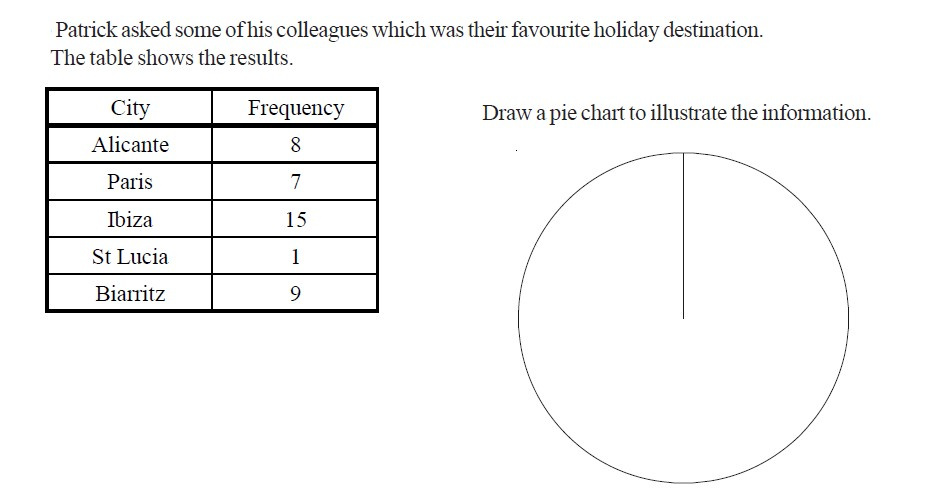 Patrick asked some of his colleagues which was their favourite holiday destination.
The table shows the results.
City Frequency
Alicante 8
Paris 7
Ibiza 15
St Lucia 1
Biarritz 9
Draw a pie chart to illustrate the information.